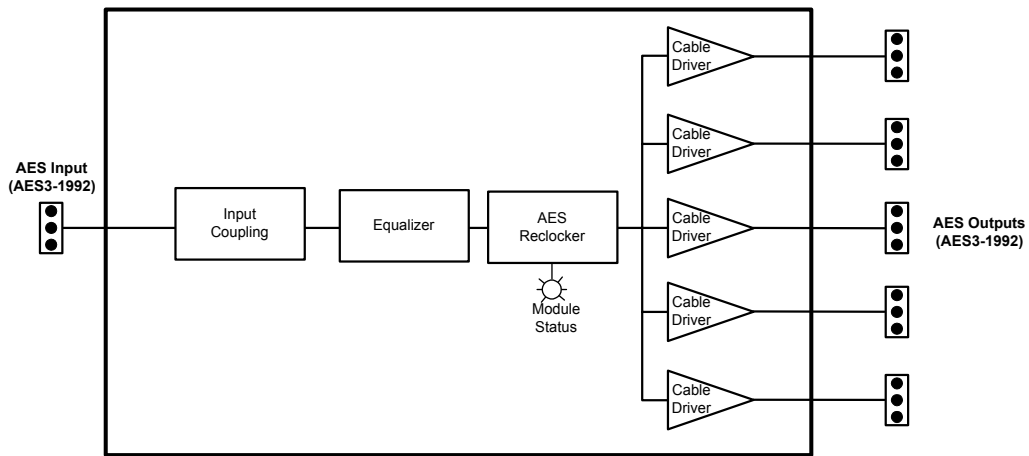 AES Input
(AES3-1992)
Input
Coupling
Equalizer
AES
Reclocker
Module
Status
Cable
Driver
Cable
Driver
Cable
Driver
Cable
Driver
Cable
Driver
AES Outputs
(AES3-1992)